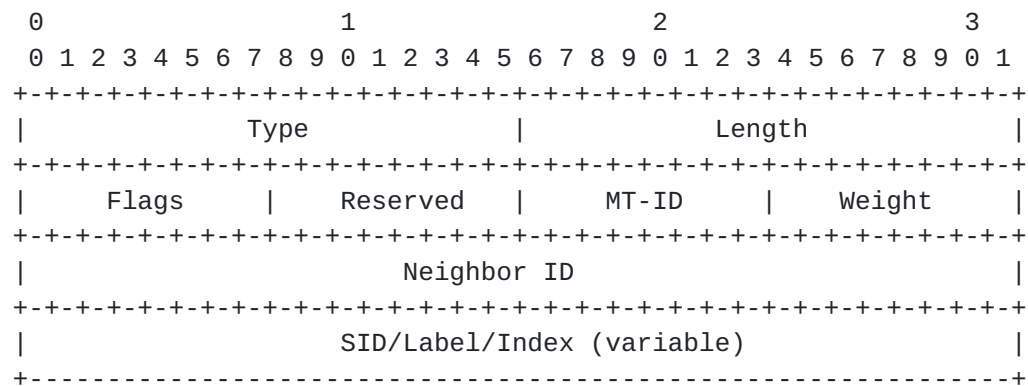 0                   1                   2                   3
 0 1 2 3 4 5 6 7 8 9 0 1 2 3 4 5 6 7 8 9 0 1 2 3 4 5 6 7 8 9 0 1
+-+-+-+-+-+-+-+-+-+-+-+-+-+-+-+-+-+-+-+-+-+-+-+-+-+-+-+-+-+-+-+-+
|              Type             |            Length             |
+-+-+-+-+-+-+-+-+-+-+-+-+-+-+-+-+-+-+-+-+-+-+-+-+-+-+-+-+-+-+-+-+
|     Flags     |    Reserved   |     MT-ID     |    Weight     |
+-+-+-+-+-+-+-+-+-+-+-+-+-+-+-+-+-+-+-+-+-+-+-+-+-+-+-+-+-+-+-+-+
|                        Neighbor ID                            |
+-+-+-+-+-+-+-+-+-+-+-+-+-+-+-+-+-+-+-+-+-+-+-+-+-+-+-+-+-+-+-+-+
|                    SID/Label/Index (variable)                 |
+---------------------------------------------------------------+